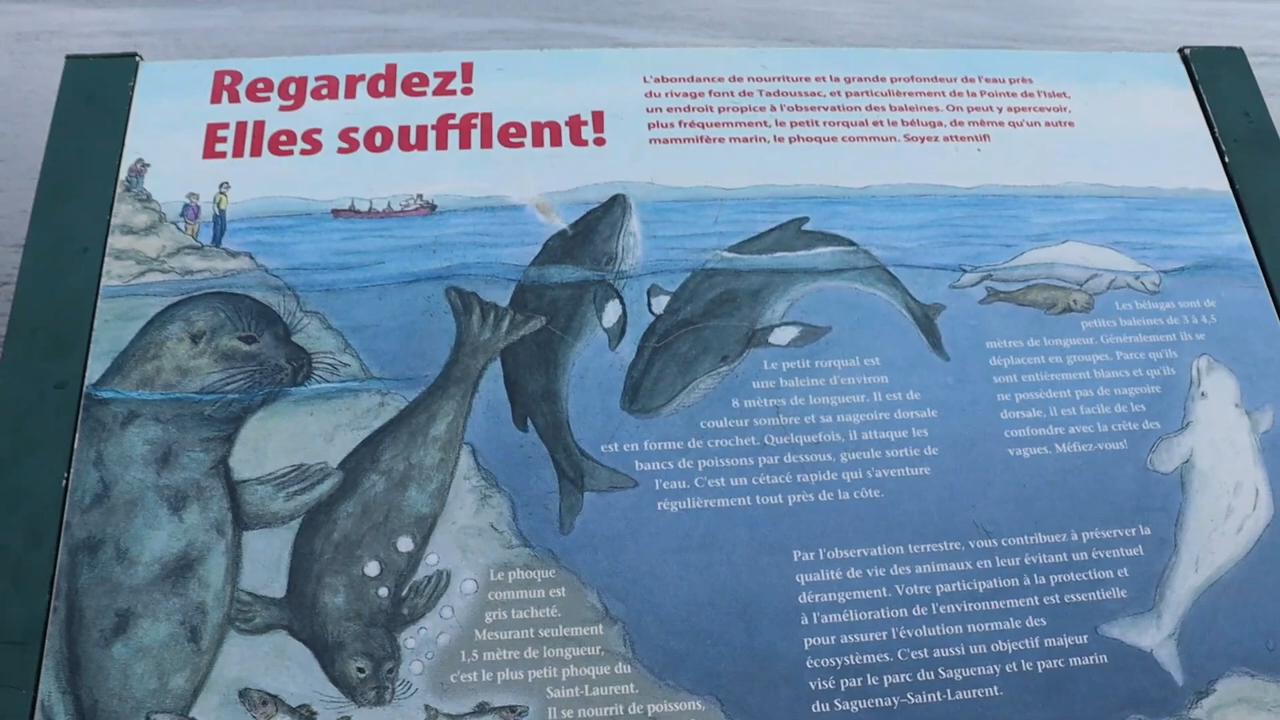 Regardez!
Elles soufflent!
L'abondance de nourriture et la grande profondeur de l'eau près
du rivage font de Tadoussac, et particulièrement de la Pointe de l'Islet,
un endroit propice à l'observation des baleines. On peut y apercevoir,
plus fréquemment, le petit rorqual et le béluga, de même qu'un autre
mammifère marin, le phoque commun. Soyez attentif!
Les bélugas sont de
petites baleines de 3 à 4,5
mètres de longueur. Généralement ils se
déplacent en groupes. Parce qu'ils
sont entièrement blancs et qu'ils
ne possèdent pas de nageoire
dorsale, il est facile de les
confondre avec la crête des
vagues. Méfiez-vous!
Le petit rorqual est
une baleine d'environ
8 mètres de longueur. Il est de
couleur sombre et sa nageoire dorsale
est en forme de crochet. Quelquefois, il attaque les
bancs de poissons par dessous, gueule sortie de
l'eau. C'est un cétacé rapide qui s'aventure
régulièrement tout près de la côte.
Par l'observation terrestre, vous contribuez à préserver la
qualité de vie des animaux en leur évitant un éventuel
dérangement. Votre participation à la protection et
à l'amélioration de l'environnement est essentielle
pour assurer l'évolution normale des
écosystèmes. C'est aussi un objectif majeur
visé par le parc du Saguenay et le parc marin
du Saguenay–Saint-Laurent.
Le phoque
commun est
gris tacheté.
Mesurant seulement
1,5 mètre de longueur,
c'est le plus petit phoque du
Saint-Laurent.
Il se nourrit de poissons,